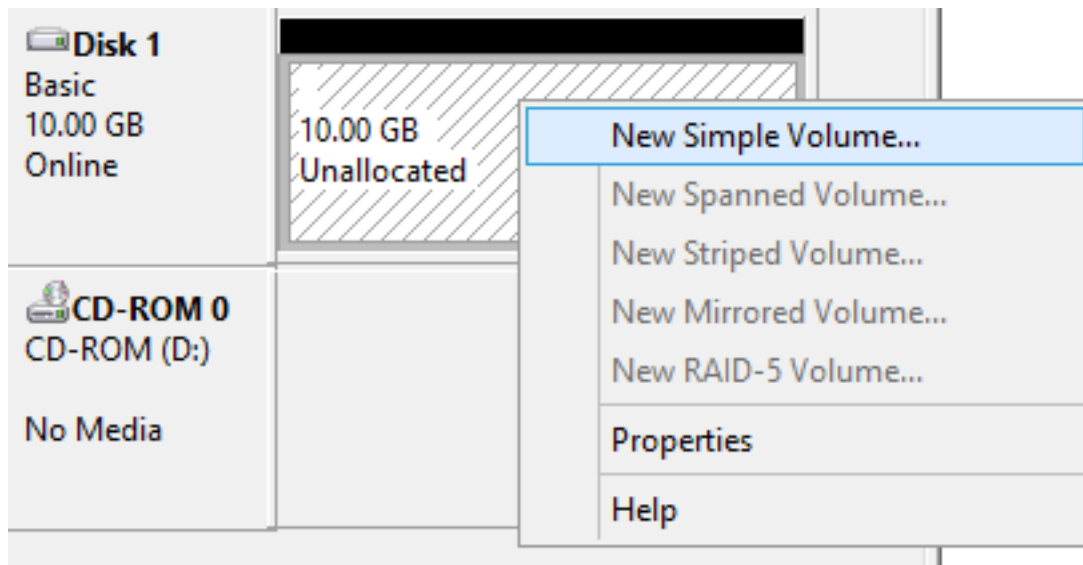 Disk 1
Basic
10.00 GB
Online
10.00 GB
Unallocated
New Simple Volume...
New Spanned Volume...
New Striped Volume...
New Mirrored Volume...
New RAID-5 Volume...
Properties
Help
CD-ROM 0
CD-ROM (D:)
No Media